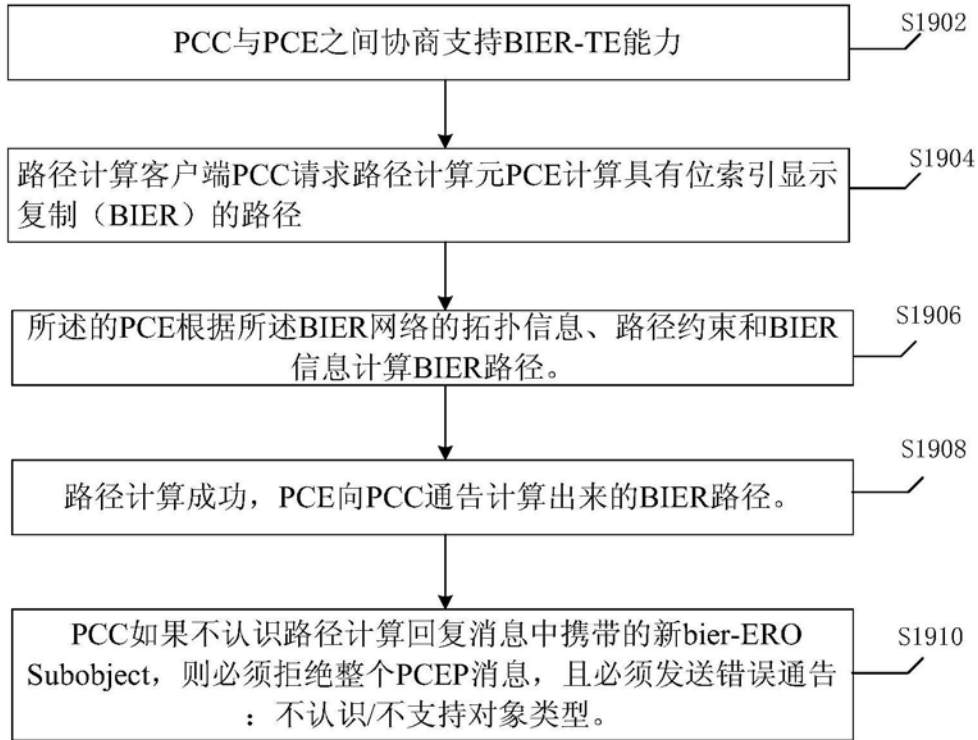 PCC与PCE之间协商支持BIER-TE能力
S1902
路径计算客户端PCC请求路径计算元PCE计算具有位索引显示
复制（BIER）的路径
S1904
所述的PCE根据所述BIER网络的拓扑信息、路径约束和BIER
信息计算BIER路径。
S1906
路径计算成功，PCE向PCC通告计算出来的BIER路径。
S1908
PCC如果不认识路径计算回复消息中携带的新bier-ERO
Subobject，则必须拒绝整个PCEP消息，且必须发送错误通告
：不认识/不支持对象类型。
S1910